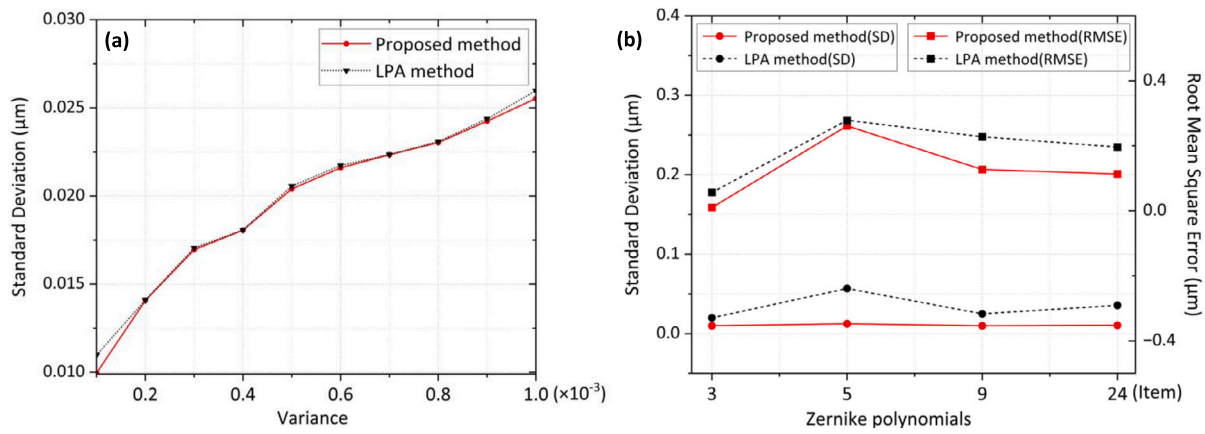 (a)
Proposed method
LPA method
0.030
0.025
0.020
0.015
0.010
Standard Deviation (μm)
0.2
0.4
0.6
0.8
1.0 (×10⁻³)
Variance
(b)
Proposed method(SD)
LPA method(SD)
Proposed method(RMSE)
LPA method(RMSE)
0.4
0.3
0.2
0.1
0.0
Standard Deviation (μm)
0.4
0.0
−0.4
Root Mean Square Error (μm)
3
5
9
24 (Item)
Zernike polynomials